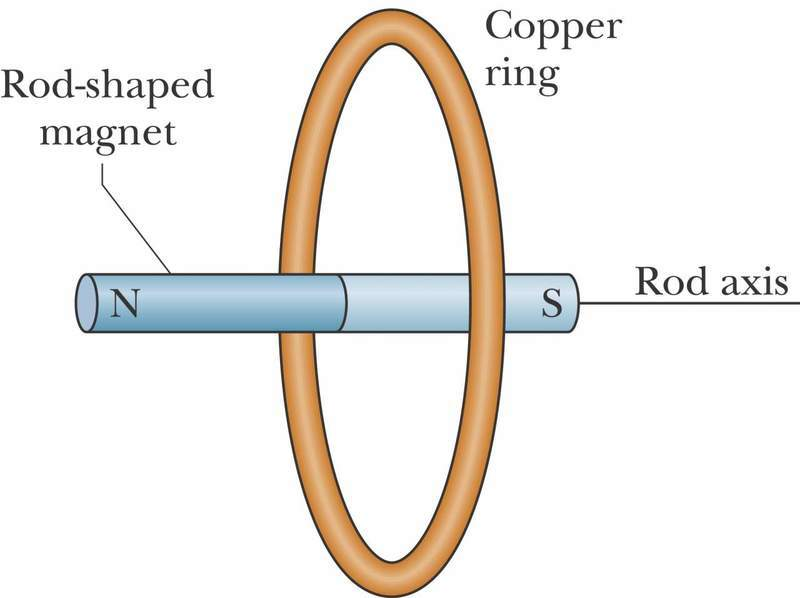 Copper
ring
Rod-shaped
magnet
N
S
Rod axis